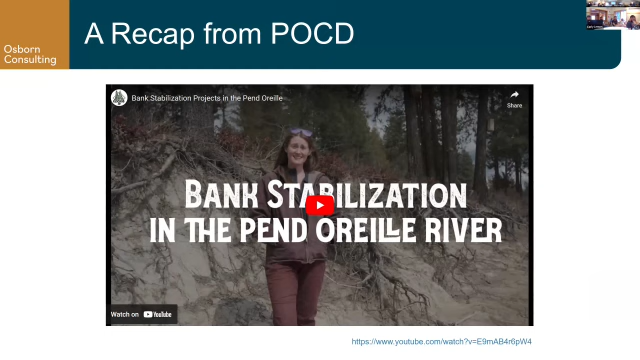 A Recap from POCD
Osborn
Consulting
Bank Stabilization Projects in the Pend Oreille
Share
BANK STABILIZATION
IN THE PEND OREILLE RIVER
Watch on YouTube
https://www.youtube.com/watch?v=E9mAB4r6pW4